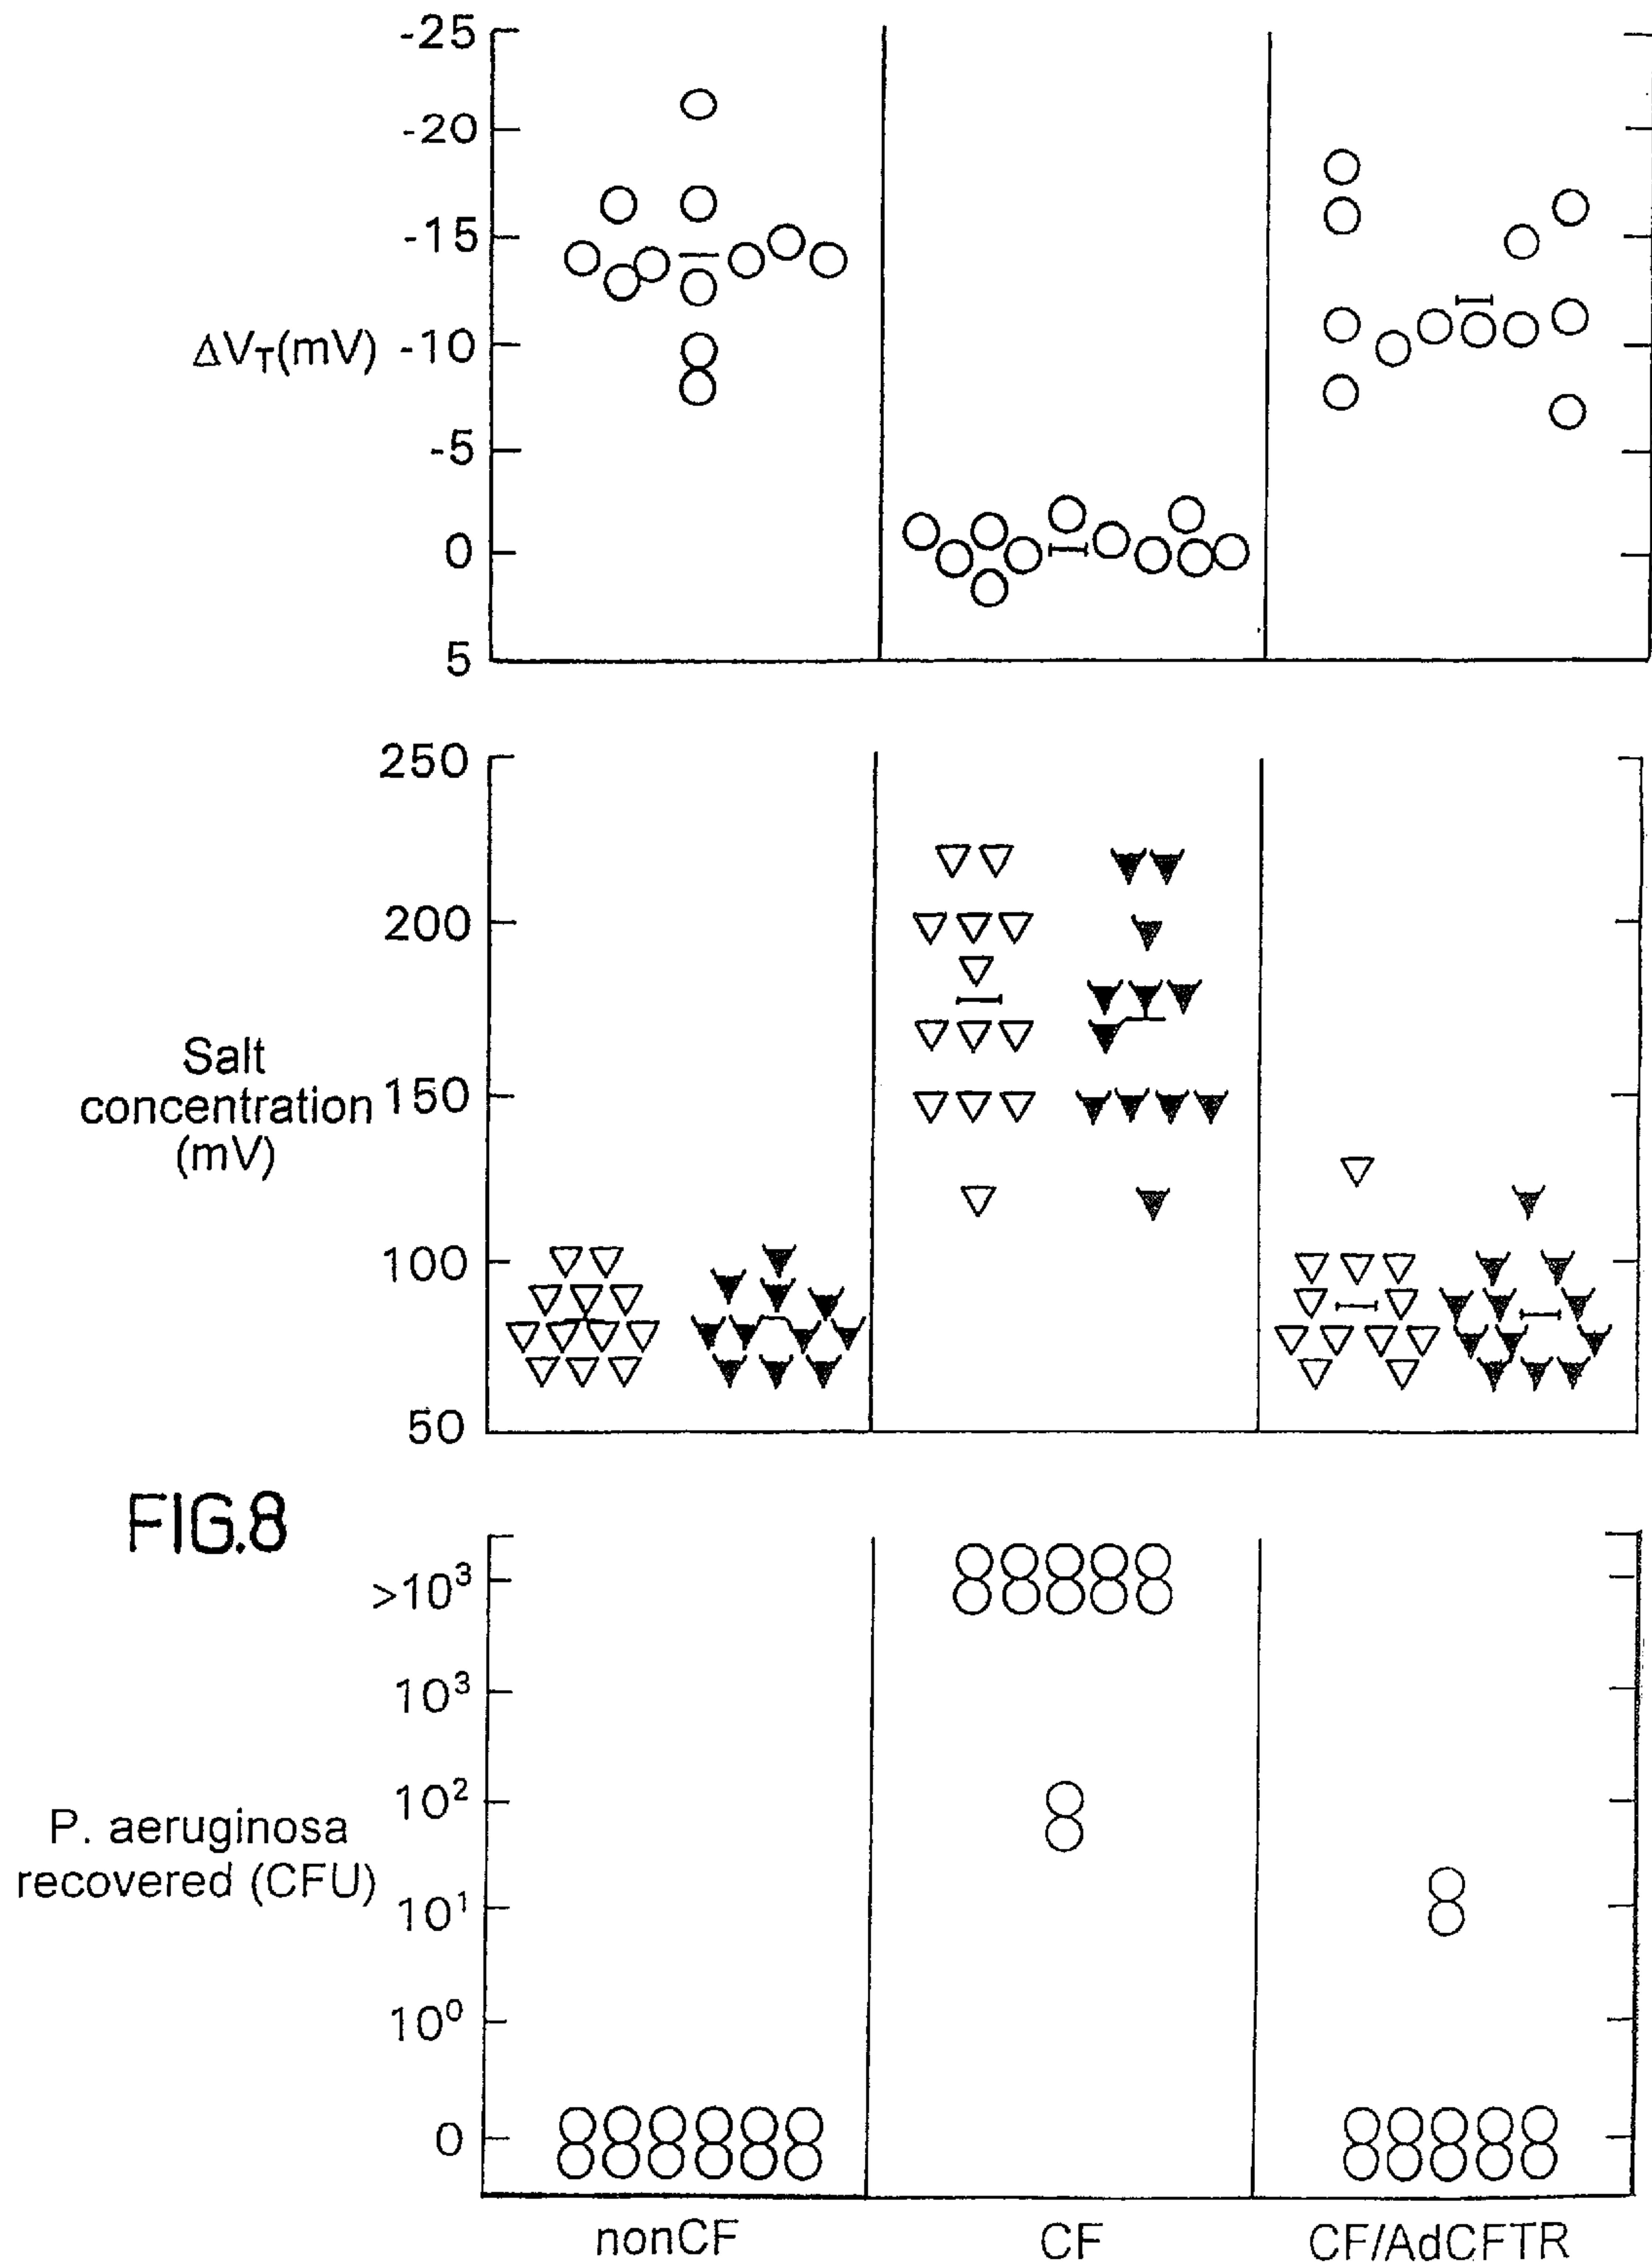 -25
-20
-15
ΔVT(mV) -10
-5
0
5
250
200
Salt
concentration
(mV)
150
100
50
FIG.8
>10³
10³
10²
P. aeruginosa
recovered (CFU)
10¹
10⁰
0
nonCF CF CF/AdCFTR